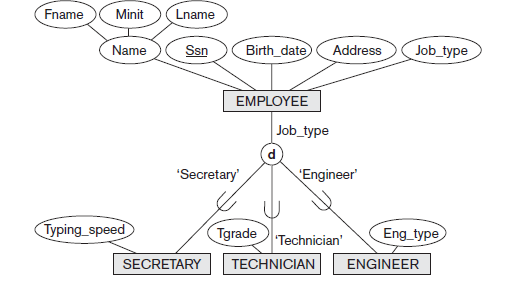 Fname Minit Lname
Name Ssn Birth_date Address Job_type
EMPLOYEE
Job_type
d
'Secretary' 'Engineer'
Typing_speed Tgrade 'Technician' Eng_type
SECRETARY TECHNICIAN ENGINEER